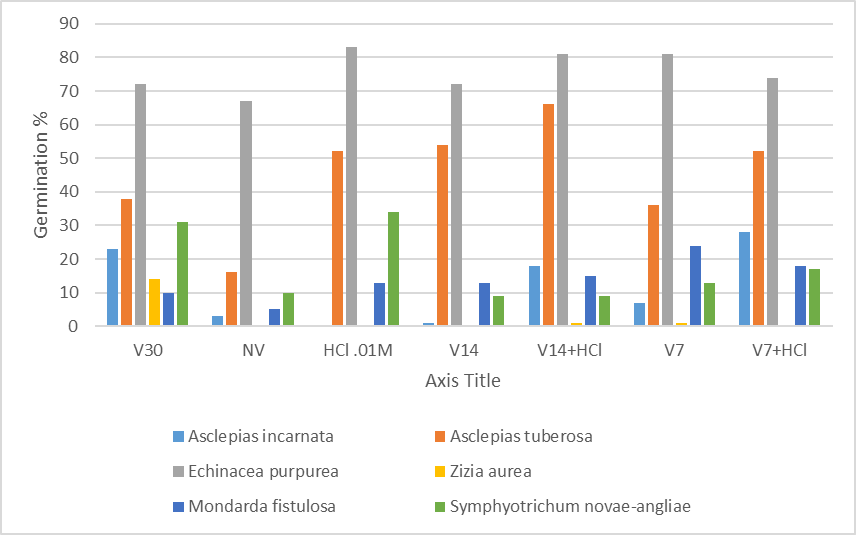 90
80
70
60
50
40
30
20
10
0
Germination %
V30 NV HCl .01M V14 V14+HCl V7 V7+HCl
Axis Title
Asclepias incarnata Asclepias tuberosa
Echinacea purpurea Zizia aurea
Mondarda fistulosa Symphyotrichum novae-angliae